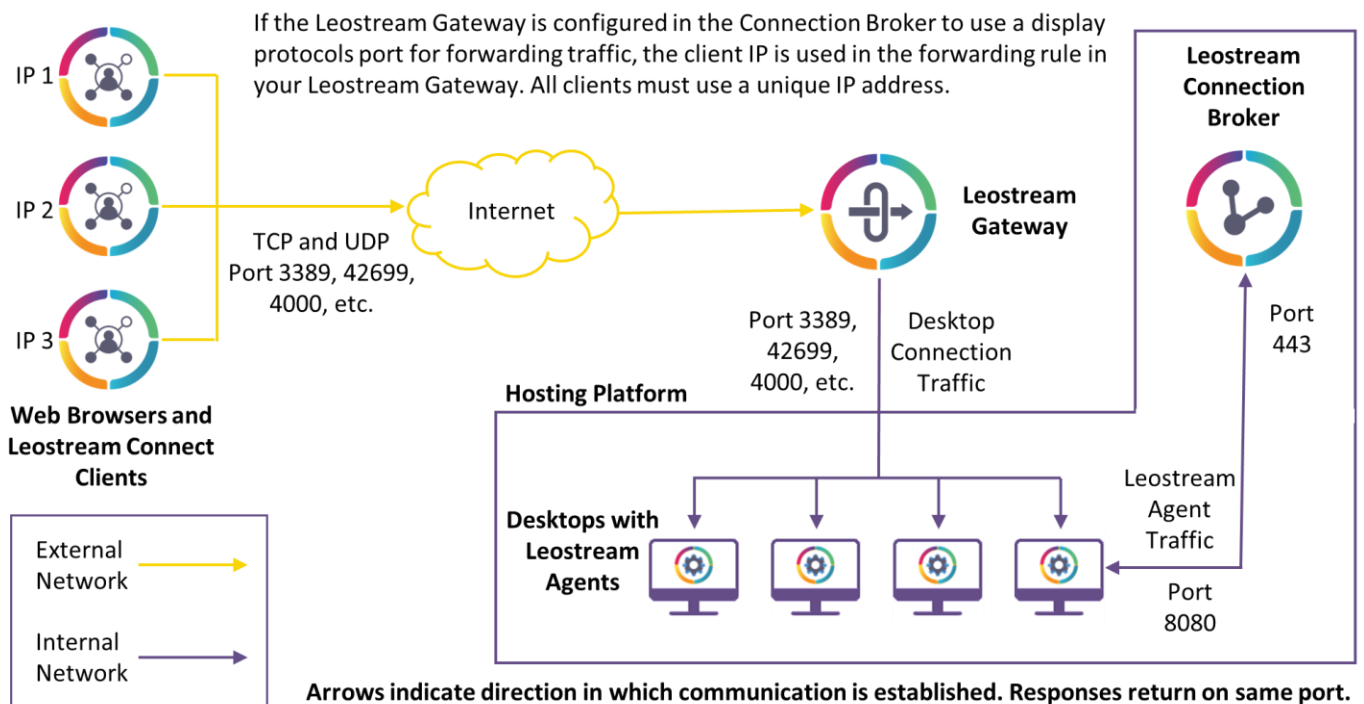 If the Leostream Gateway is configured in the Connection Broker to use a display
protocols port for forwarding traffic, the client IP is used in the forwarding rule in
your Leostream Gateway. All clients must use a unique IP address.
IP 1
IP 2
IP 3
Web Browsers and
Leostream Connect
Clients
TCP and UDP
Port 3389, 42699,
4000, etc.
Internet
Leostream
Gateway
Leostream
Connection
Broker
Port
443
Port 3389,
42699,
4000, etc.
Desktop
Connection
Traffic
Hosting Platform
Desktops with
Leostream
Agents
Leostream
Agent
Traffic
Port
8080
External
Network
Internal
Network
Arrows indicate direction in which communication is established. Responses return on same port.